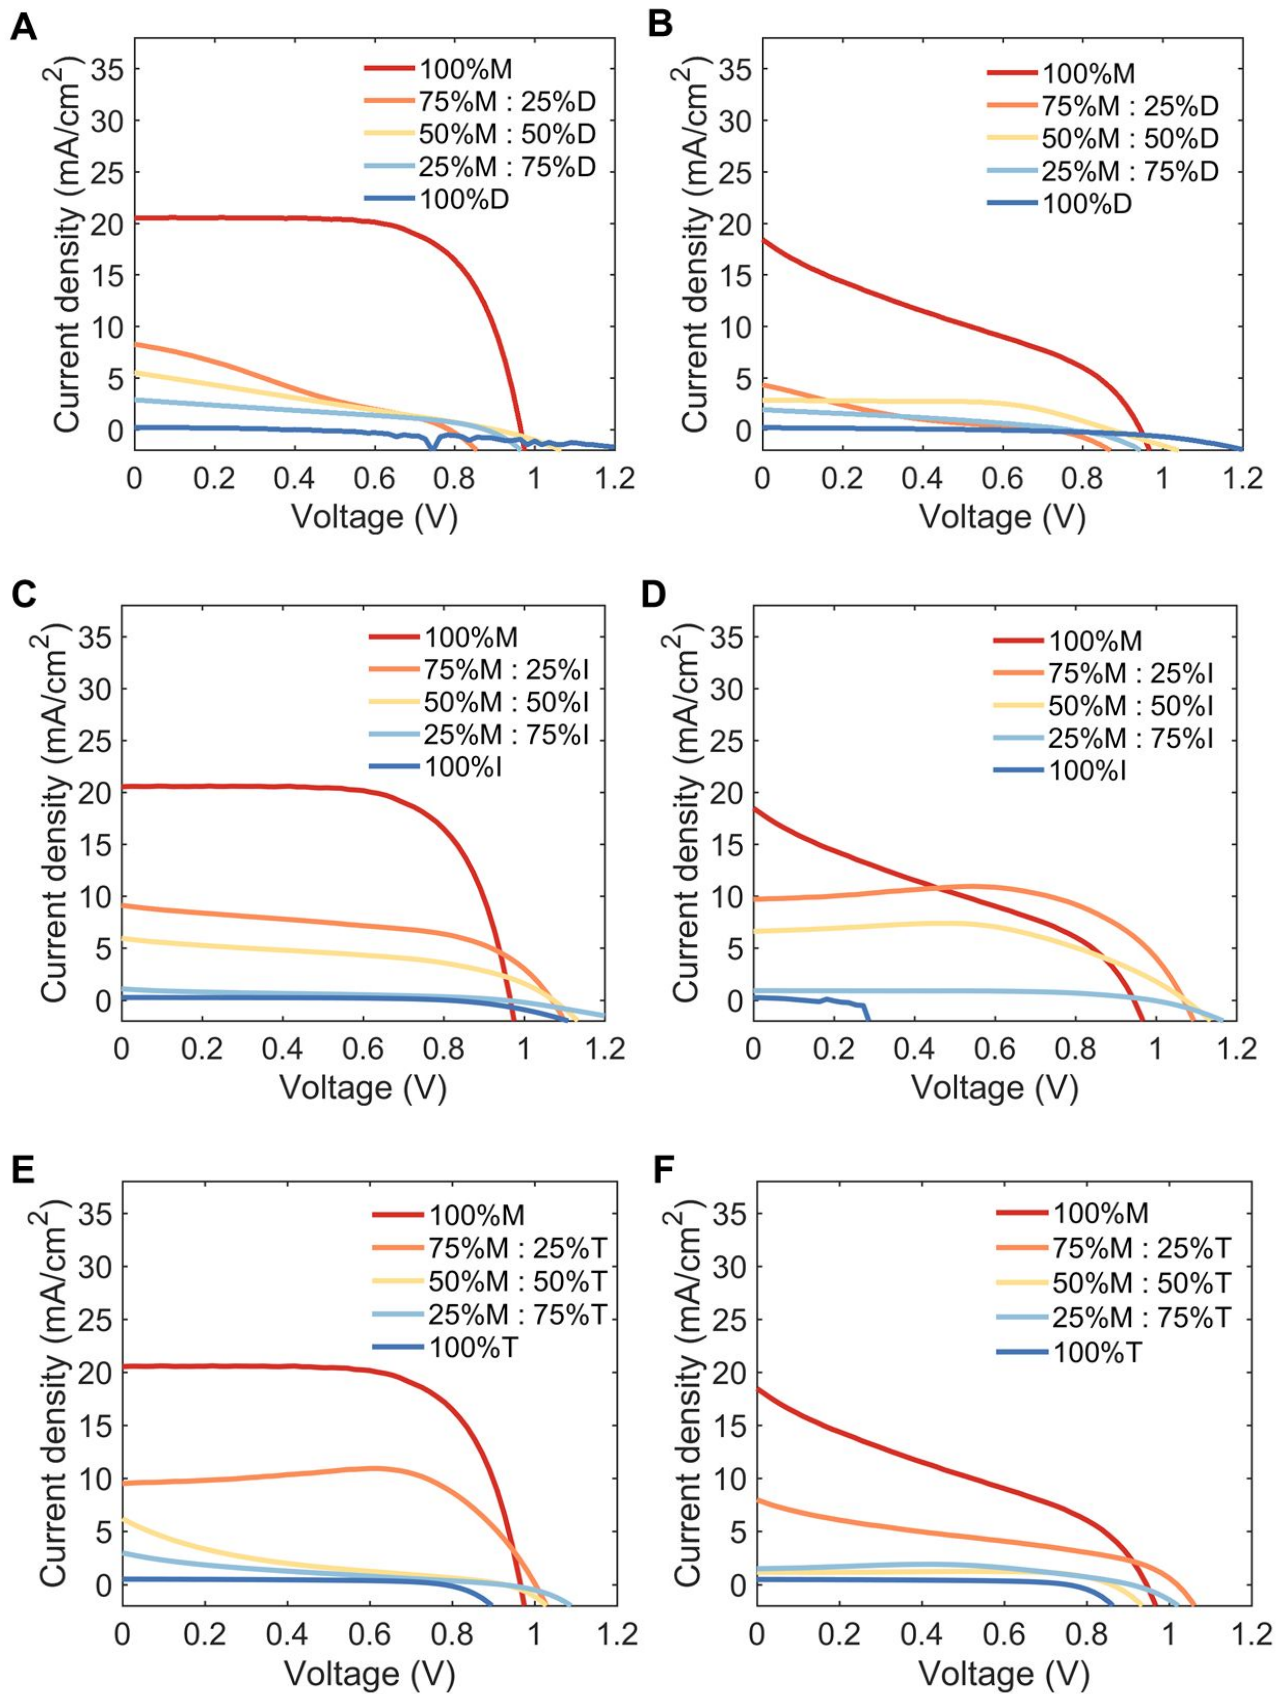 A
Current density (mA/cm2)
35
30
25
20
15
10
5
0
100%M
75%M : 25%D
50%M : 50%D
25%M : 75%D
100%D
0 0.2 0.4 0.6 0.8 1 1.2
Voltage (V)
B
Current density (mA/cm2)
35
30
25
20
15
10
5
0
100%M
75%M : 25%D
50%M : 50%D
25%M : 75%D
100%D
0 0.2 0.4 0.6 0.8 1 1.2
Voltage (V)
C
Current density (mA/cm2)
35
30
25
20
15
10
5
0
100%M
75%M : 25%I
50%M : 50%I
25%M : 75%I
100%I
0 0.2 0.4 0.6 0.8 1 1.2
Voltage (V)
D
Current density (mA/cm2)
35
30
25
20
15
10
5
0
100%M
75%M : 25%I
50%M : 50%I
25%M : 75%I
100%I
0 0.2 0.4 0.6 0.8 1 1.2
Voltage (V)
E
Current density (mA/cm2)
35
30
25
20
15
10
5
0
100%M
75%M : 25%T
50%M : 50%T
25%M : 75%T
100%T
0 0.2 0.4 0.6 0.8 1 1.2
Voltage (V)
F
Current density (mA/cm2)
35
30
25
20
15
10
5
0
100%M
75%M : 25%T
50%M : 50%T
25%M : 75%T
100%T
0 0.2 0.4 0.6 0.8 1 1.2
Voltage (V)